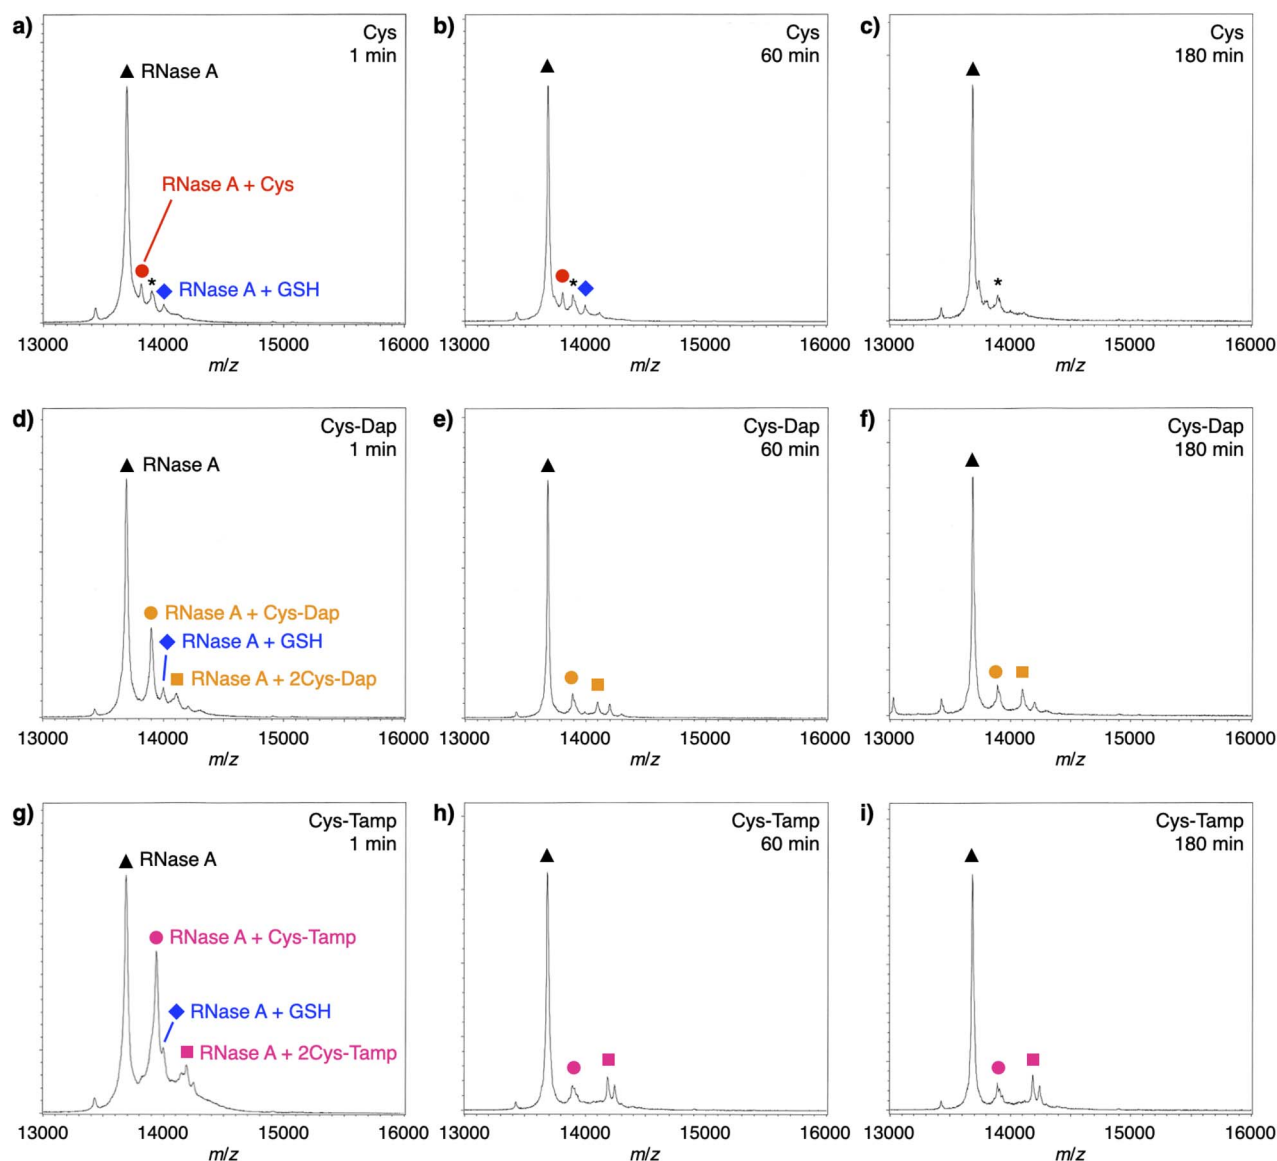 a)
Cys
1 min
RNase A
RNase A + Cys
*
RNase A + GSH
13000 14000 15000 16000
m/z
b)
Cys
60 min
*
13000 14000 15000 16000
m/z
c)
Cys
180 min
*
13000 14000 15000 16000
m/z
d)
Cys-Dap
1 min
RNase A
RNase A + Cys-Dap
RNase A + GSH
RNase A + 2Cys-Dap
13000 14000 15000 16000
m/z
e)
Cys-Dap
60 min
13000 14000 15000 16000
m/z
f)
Cys-Dap
180 min
13000 14000 15000 16000
m/z
g)
Cys-Tamp
1 min
RNase A
RNase A + Cys-Tamp
RNase A + GSH
RNase A + 2Cys-Tamp
13000 14000 15000 16000
m/z
h)
Cys-Tamp
60 min
13000 14000 15000 16000
m/z
i)
Cys-Tamp
180 min
13000 14000 15000 16000
m/z